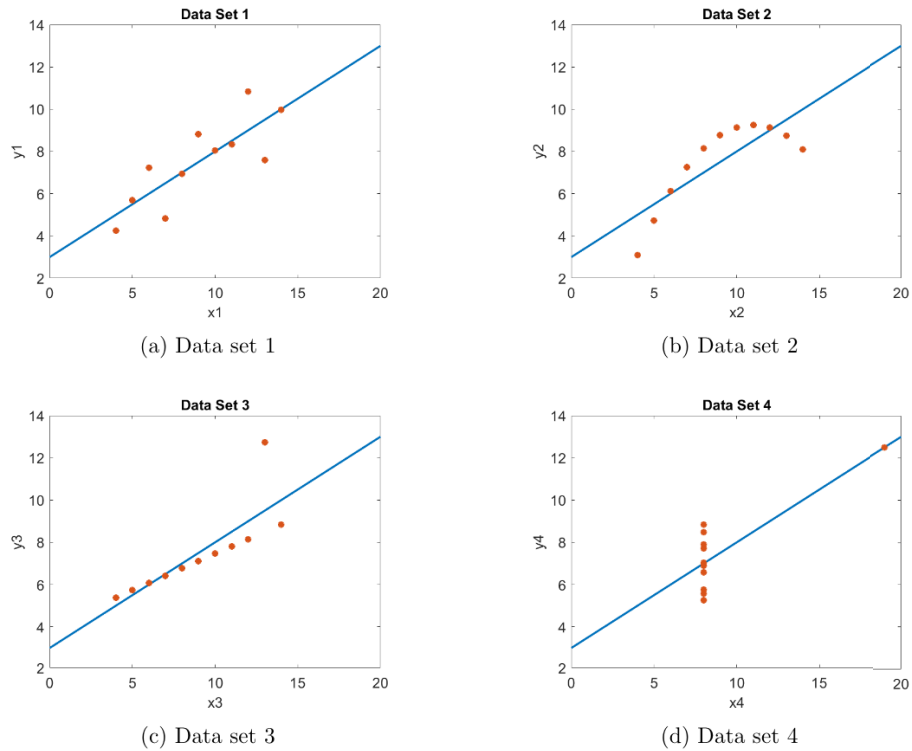 Data Set 1
14
12
10
8
6
4
2
y1
0 5 10 15 20
x1
(a) Data set 1
Data Set 2
14
12
10
8
6
4
2
y2
0 5 10 15 20
x2
(b) Data set 2
Data Set 3
14
12
10
8
6
4
2
y3
0 5 10 15 20
x3
(c) Data set 3
Data Set 4
14
12
10
8
6
4
2
y4
0 5 10 15 20
x4
(d) Data set 4